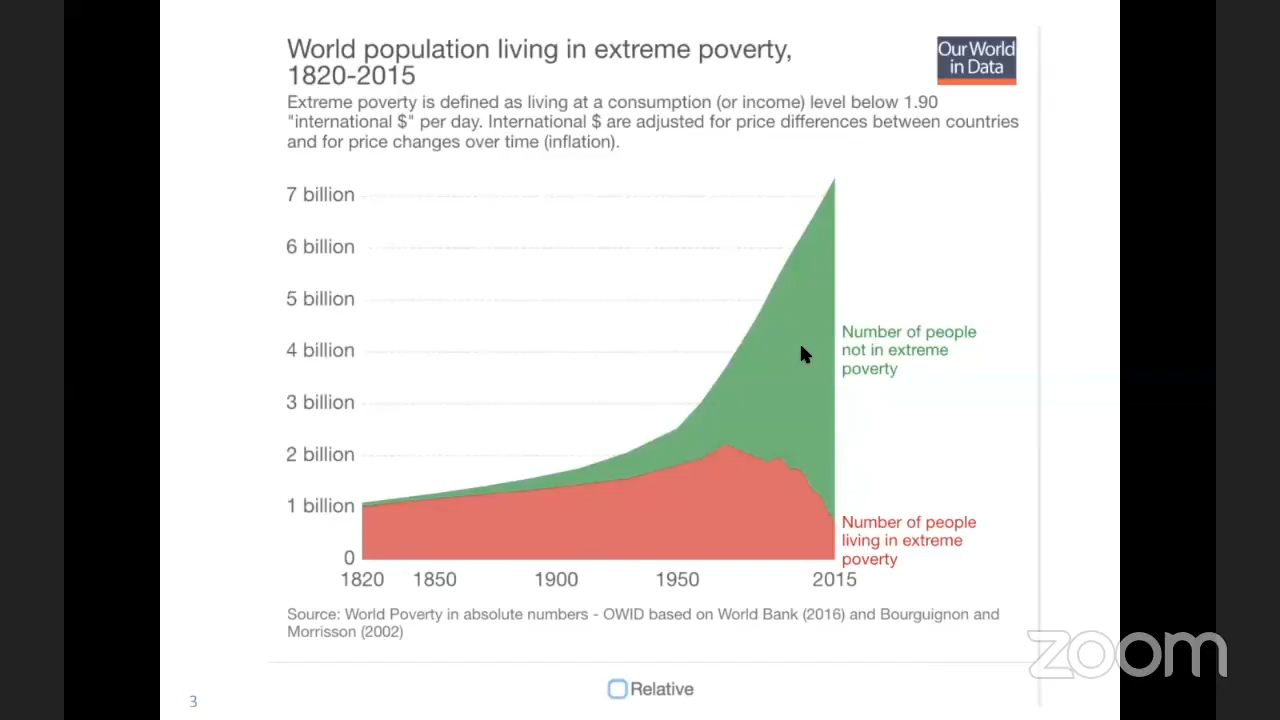 World population living in extreme poverty,
1820-2015
Our World
in Data
Extreme poverty is defined as living at a consumption (or income) level below 1.90
"international $" per day. International $ are adjusted for price differences between countries
and for price changes over time (inflation).
7 billion
6 billion
5 billion
4 billion
3 billion
2 billion
1 billion
0
Number of people
not in extreme
poverty
Number of people
living in extreme
poverty
1820 1850 1900 1950 2015
Source: World Poverty in absolute numbers - OWID based on World Bank (2016) and Bourguignon and
Morrisson (2002)
zoom
Relative
3